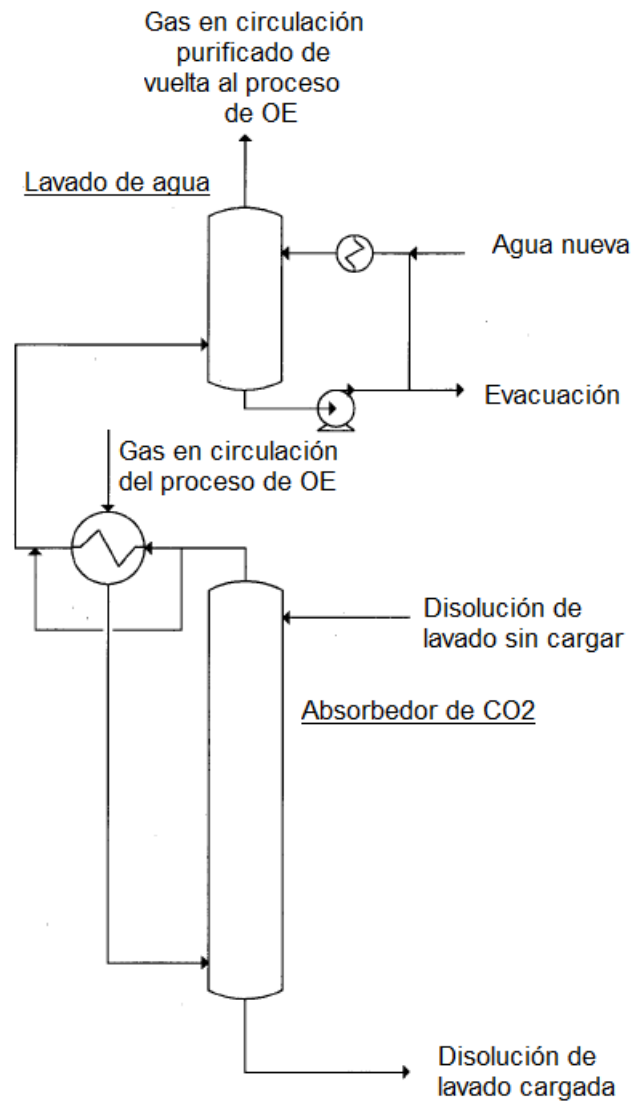 Gas en circulación
purificado de
vuelta al proceso
de OE
Lavado de agua
Agua nueva
Evacuación
Gas en circulación
del proceso de OE
Disolución de
lavado sin cargar
Absorbedor de CO2
Disolución de
lavado cargada